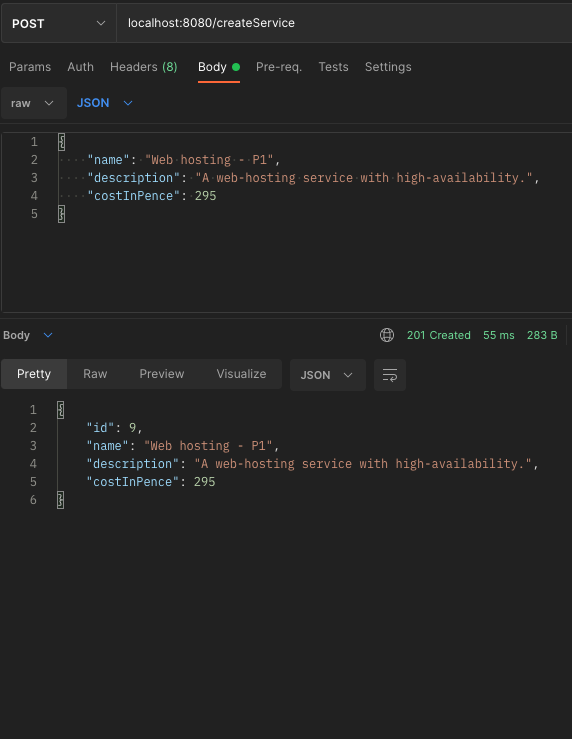 POST localhost:8080/createService
Params Auth Headers (8) Body Pre-req. Tests Settings
raw JSON
1 {
2 "name": "Web hosting - P1",
3 "description": "A web-hosting service with high-availability.",
4 "costInPence": 295
5 }
Body 201 Created 55 ms 283 B
Pretty Raw Preview Visualize JSON
1 {
2 "id": 9,
3 "name": "Web hosting - P1",
4 "description": "A web-hosting service with high-availability.",
5 "costInPence": 295
6 }